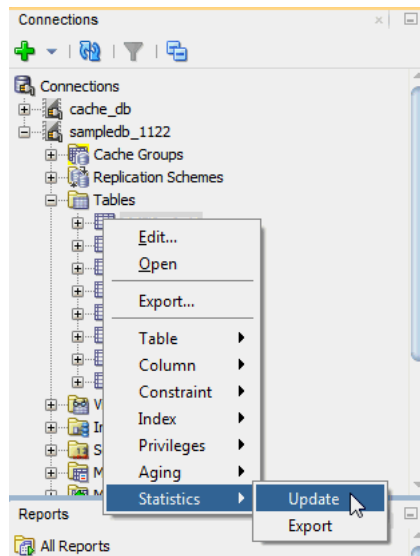 Connections
Connections
cache_db
sampledb_1122
Cache Groups
Replication Schemes
Tables
Edit...
Open
Export...
Table
Column
Constraint
Index
Privileges
Aging
Statistics
Update
Export
V
In
S
M
Reports
All Reports